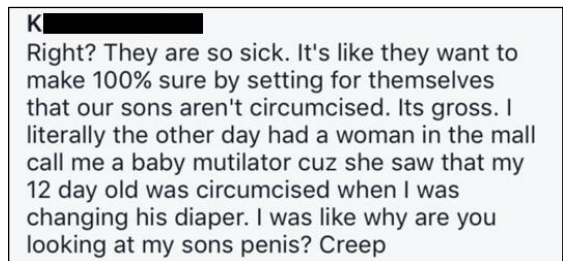 K
Right? They are so sick. It's like they want to
make 100% sure by setting for themselves
that our sons aren't circumcised. Its gross. I
literally the other day had a woman in the mall
call me a baby mutilator cuz she saw that my
12 day old was circumcised when I was
changing his diaper. I was like why are you
looking at my sons penis? Creep